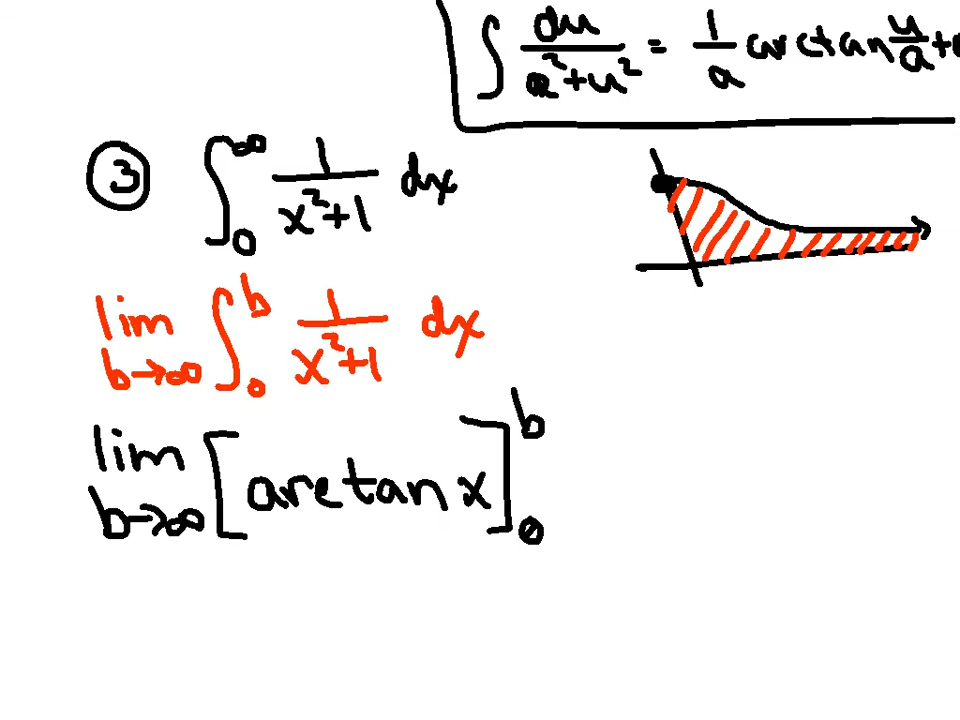 ∫ du/(a²+u²) = 1/a arctan u/a +
③ ∫₀^∞ 1/(x²+1) dx
lim b→∞ ∫₀^b 1/(x²+1) dx
lim b→∞ [arctan x]₀^b